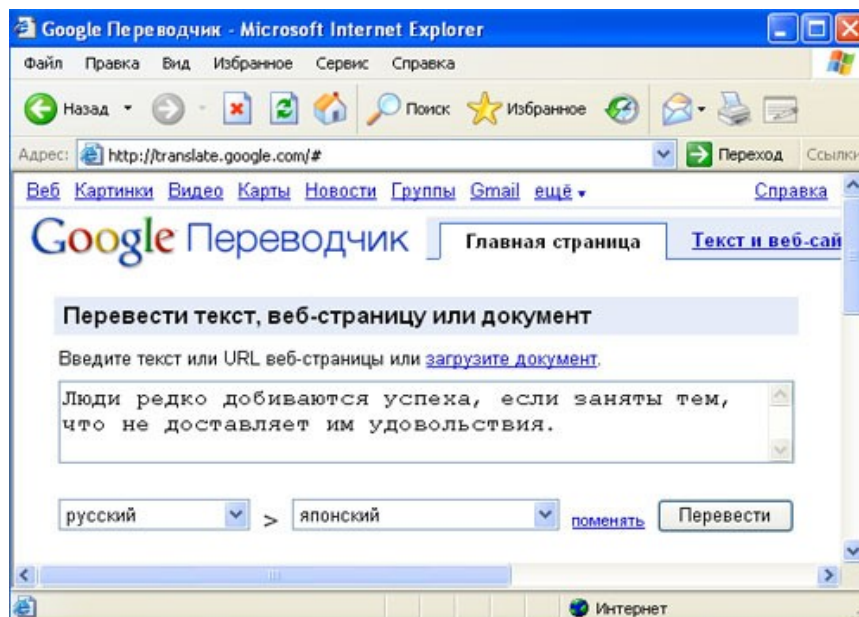 Google Переводчик - Microsoft Internet Explorer
Файл Правка Вид Избранное Сервис Справка
Назад Поиск Избранное
Адрес: http://translate.google.com/# Переход Ссылки
Веб Картинки Видео Карты Новости Группы Gmail ещё Справка
Google Переводчик Главная страница Текст и веб-сай
Перевести текст, веб-страницу или документ
Введите текст или URL веб-страницы или загрузите документ.
Люди редко добиваются успеха, если заняты тем,
что не доставляет им удовольствия.
русский > японский поменять Перевести
Интернет